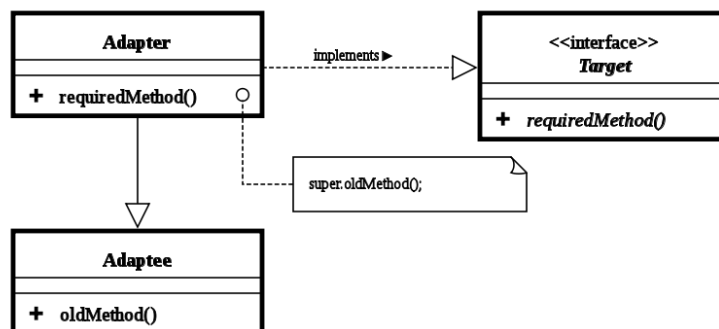 Adapter
+ requiredMethod()
implements ▶
<<interface>>
Target
+ requiredMethod()
super.oldMethod();
Adaptee
+ oldMethod()